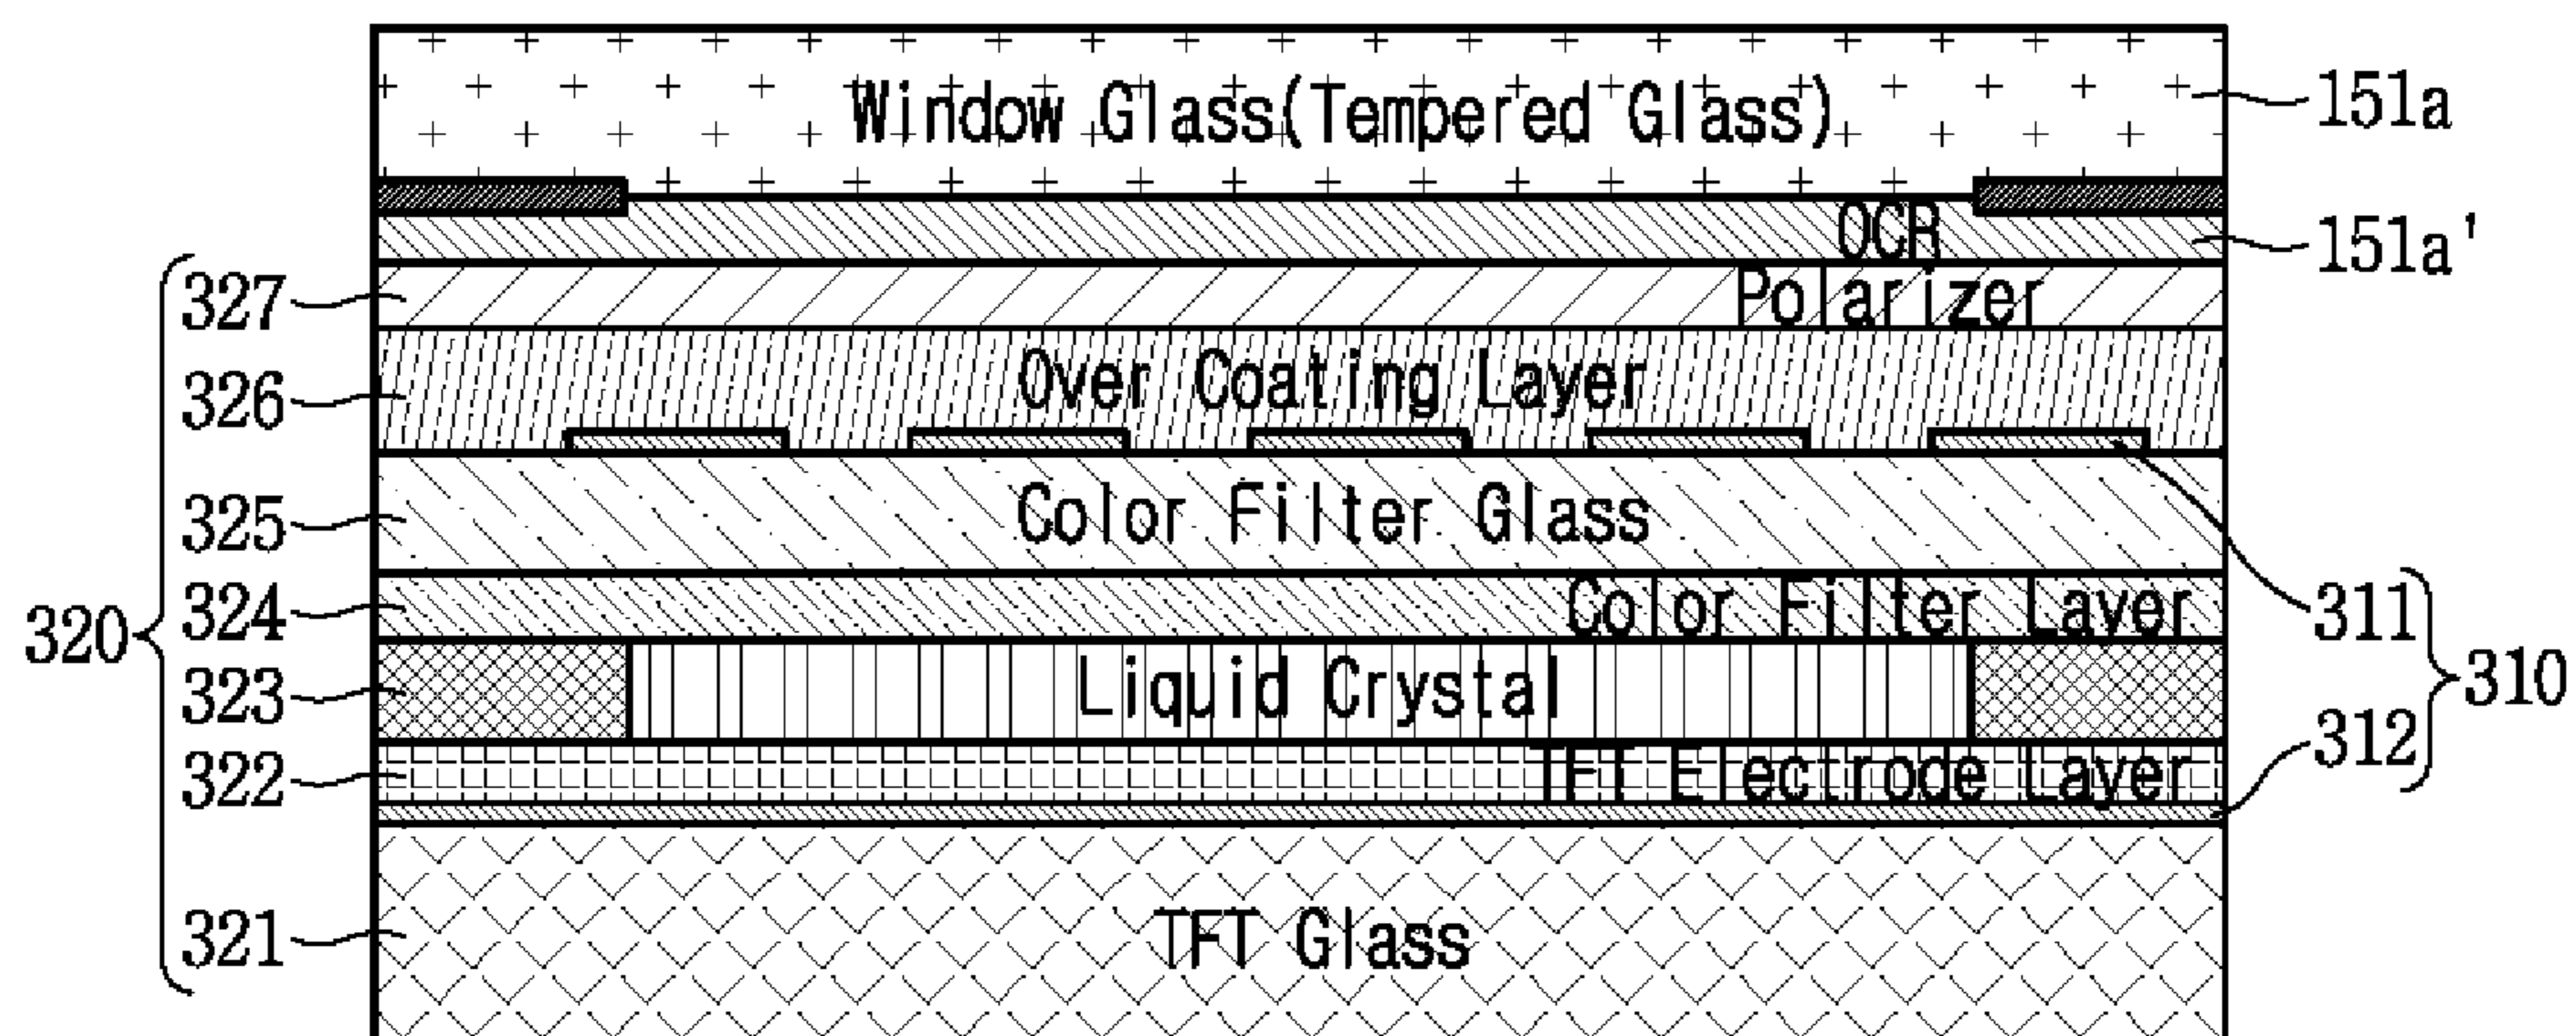 Window Glass(Tempered Glass)
151a
OCR
151a'
327
Polarizer
326
Over Coating Layer
325
Color Filter Glass
324
Color Filter Layer
311
320
323
Liquid Crystal
310
322
TFT Electrode Layer
312
321
TFT Glass